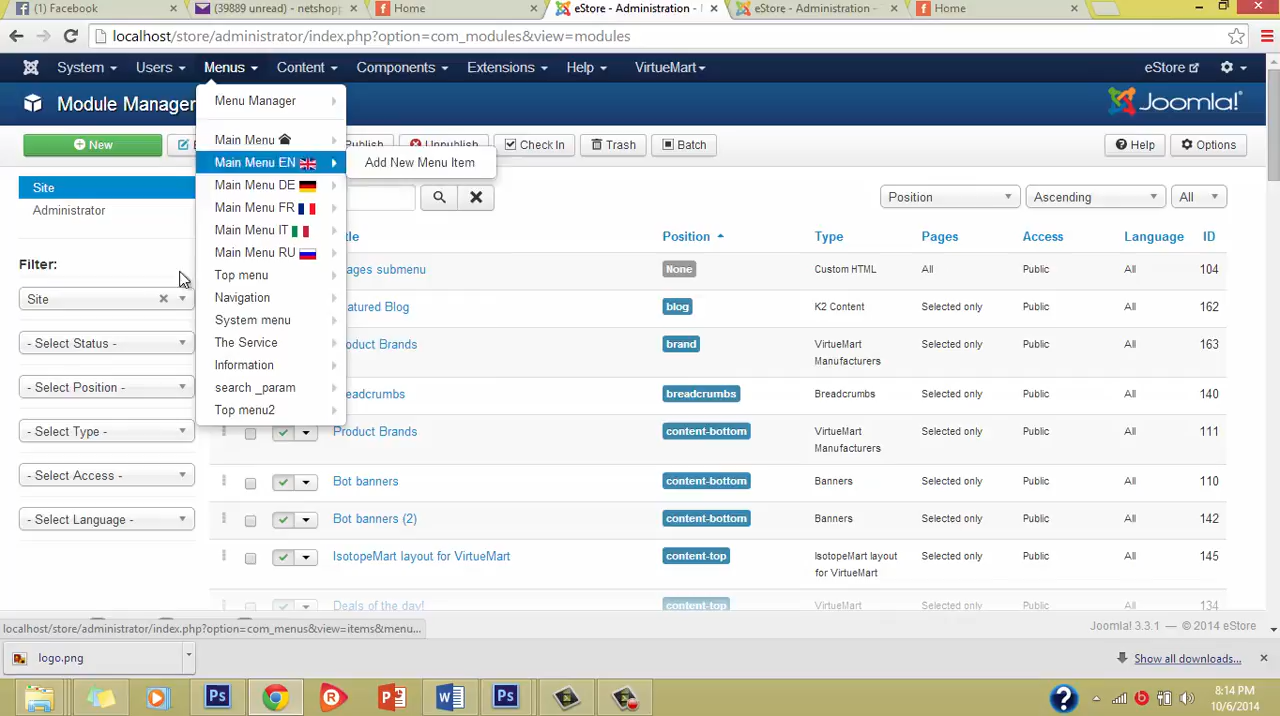 (1) Facebook
(39889 unread) - netshopp
Home
eStore - Administration -
eStore - Administration -
Home
localhost/store/administrator/index.php?option=com_modules&view=modules
System Users Menus Content Components Extensions Help VirtueMart eStore
Module Manager Joomla!
New Publish Unpublish Check In Trash Batch Help Options
Menu Manager
Main Menu
Main Menu EN Add New Menu Item
Main Menu DE
Main Menu FR
Main Menu IT
Main Menu RU
Top menu
Navigation
System menu
The Service
Information
search _param
Top menu2
Site
Administrator
Filter:
Site
- Select Status -
- Select Position -
- Select Type -
- Select Access -
- Select Language -
Position Ascending All
Position Type Pages Access Language ID
ages submenu None Custom HTML All Public All 104
atured Blog blog K2 Content Selected only Public All 162
oduct Brands brand VirtueMart Manufacturers Selected only Public All 163
eadcrumbs breadcrumbs Breadcrumbs Selected only Public All 140
Product Brands content-bottom VirtueMart Manufacturers Selected only Public All 111
Bot banners content-bottom Banners Selected only Public All 110
Bot banners (2) content-bottom Banners Selected only Public All 142
IsotopeMart layout for VirtueMart content-top IsotopeMart layout for VirtueMart Selected only Public All 145
Deals of the day! content-top VirtueMart Selected only Public All 134
localhost/store/administrator/index.php?option=com_menus&view=items&menu...
Joomla! 3.3.1 — © 2014 eStore
logo.png
Show all downloads...
8:14 PM
10/6/2014